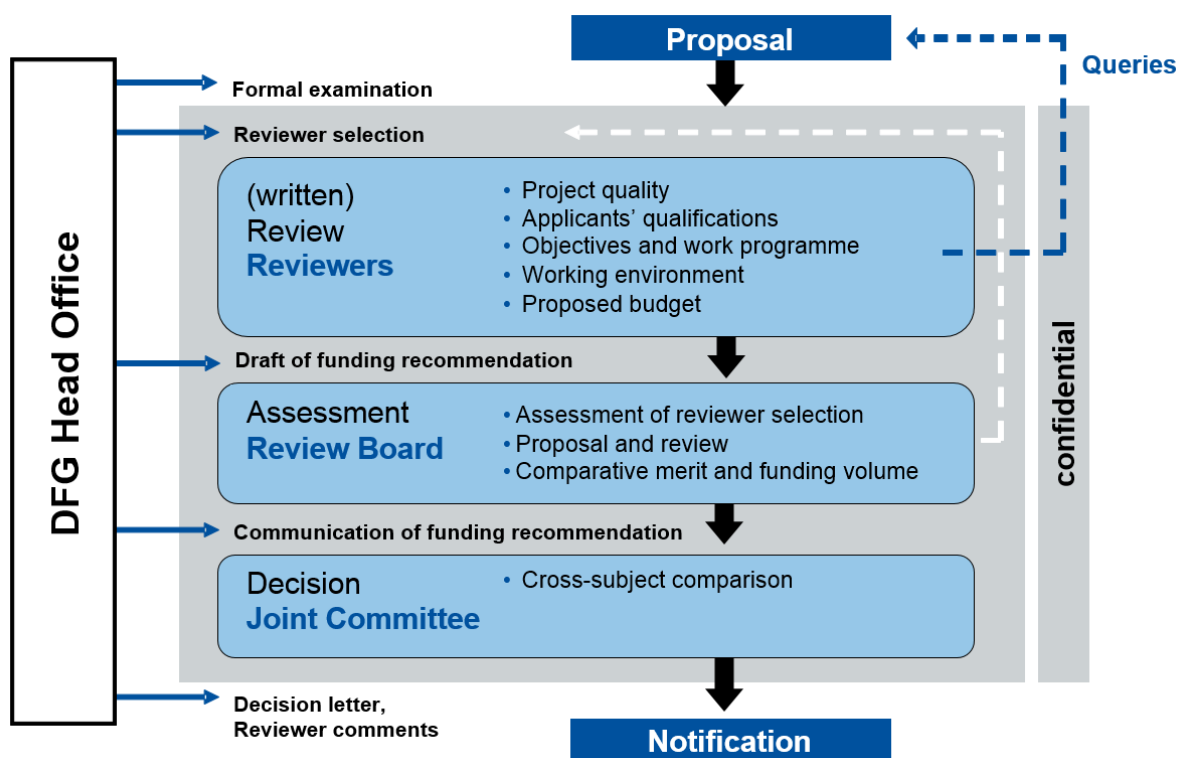 Proposal
Queries
Formal examination
Reviewer selection
(written)
Review
Reviewers
• Project quality
• Applicants’ qualifications
• Objectives and work programme
• Working environment
• Proposed budget
DFG Head Office
confidential
Draft of funding recommendation
Assessment
Review Board
• Assessment of reviewer selection
• Proposal and review
• Comparative merit and funding volume
Communication of funding recommendation
Decision
Joint Committee
• Cross-subject comparison
Decision letter,
Reviewer comments
Notification